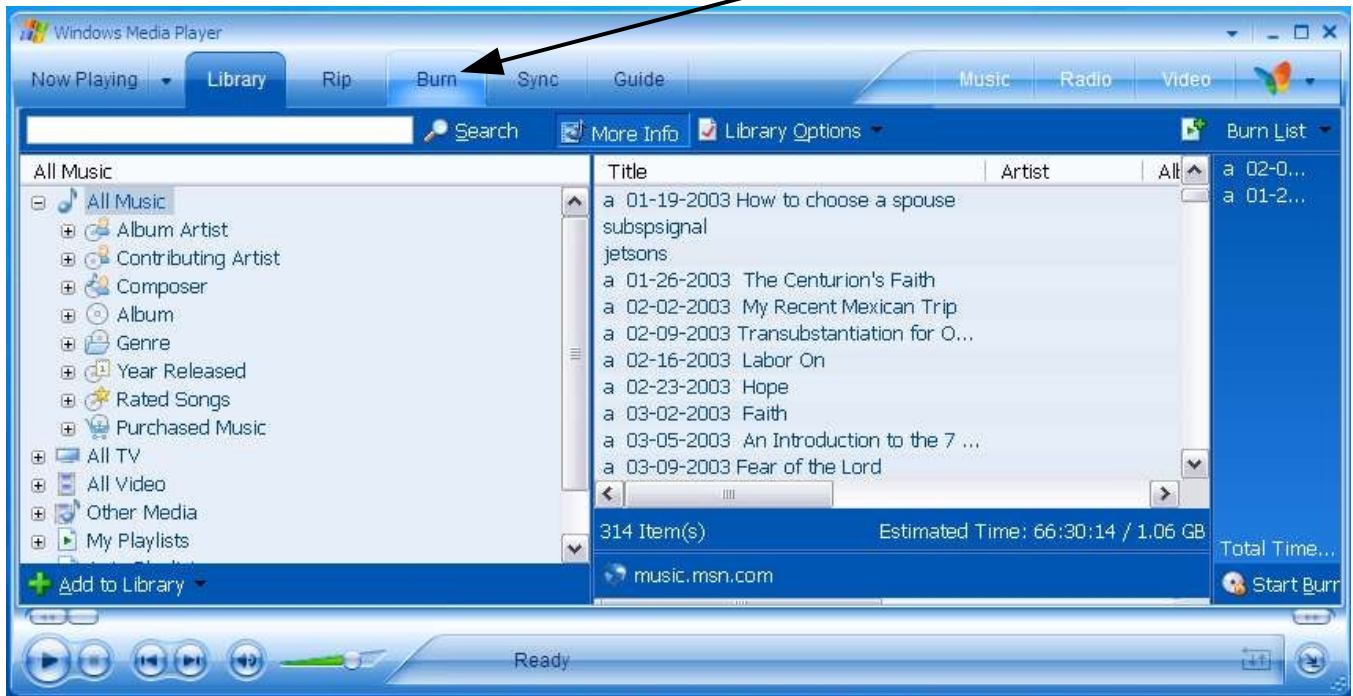 Windows Media Player
Now Playing Library Rip Burn Sync Guide Music Radio Video
Search More Info Library Options Burn List
All Music
All Music
Album Artist
Contributing Artist
Composer
Album
Genre
Year Released
Rated Songs
Purchased Music
All TV
All Video
Other Media
My Playlists
Add to Library
Title Artist Alb
a 01-19-2003 How to choose a spouse
subspsignal
jetsons
a 01-26-2003 The Centurion's Faith
a 02-02-2003 My Recent Mexican Trip
a 02-09-2003 Transubstantiation for O...
a 02-16-2003 Labor On
a 02-23-2003 Hope
a 03-02-2003 Faith
a 03-05-2003 An Introduction to the 7 ...
a 03-09-2003 Fear of the Lord
314 Item(s) Estimated Time: 66:30:14 / 1.06 GB
music.msn.com
a 02-0...
a 01-2...
Total Time...
Start Burn
Ready